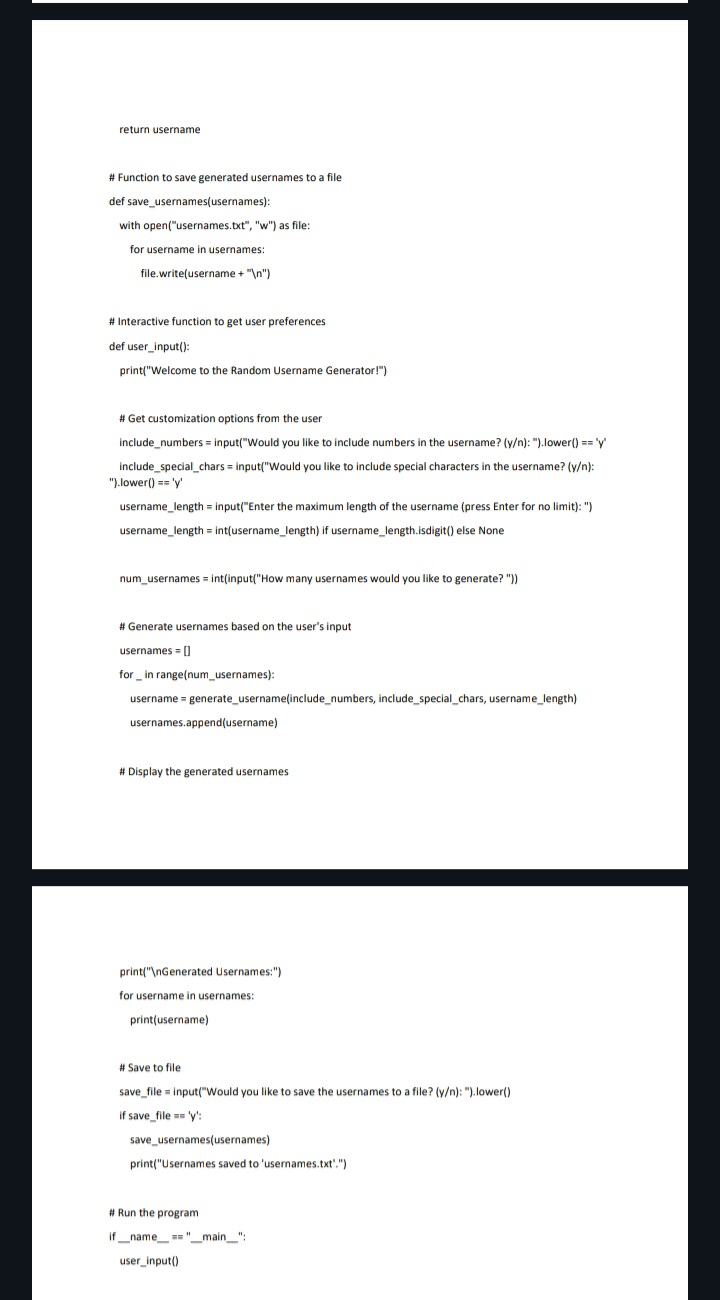 return username
# Function to save generated usernames to a file
def save_usernames(usernames):
with open("usernames.txt", "w") as file:
for username in usernames:
file.write(username + "\n")
# Interactive function to get user preferences
def user_input():
print("Welcome to the Random Username Generator!")
# Get customization options from the user
include_numbers = input("Would you like to include numbers in the username? (y/n): ").lower() == 'y'
include_special_chars = input("Would you like to include special characters in the username? (y/n):
").lower() == 'y'
username_length = input("Enter the maximum length of the username (press Enter for no limit): ")
username_length = int(username_length) if username_length.isdigit() else None
num_usernames = int(input("How many usernames would you like to generate? "))
# Generate usernames based on the user's input
usernames = []
for _ in range(num_usernames):
username = generate_username(include_numbers, include_special_chars, username_length)
usernames.append(username)
# Display the generated usernames
print("\nGenerated Usernames:")
for username in usernames:
print(username)
# Save to file
save_file = input("Would you like to save the usernames to a file? (y/n): ").lower()
if save_file == 'y':
save_usernames(usernames)
print("Usernames saved to 'usernames.txt'.")
# Run the program
if __name__ == "__main__":
user_input()